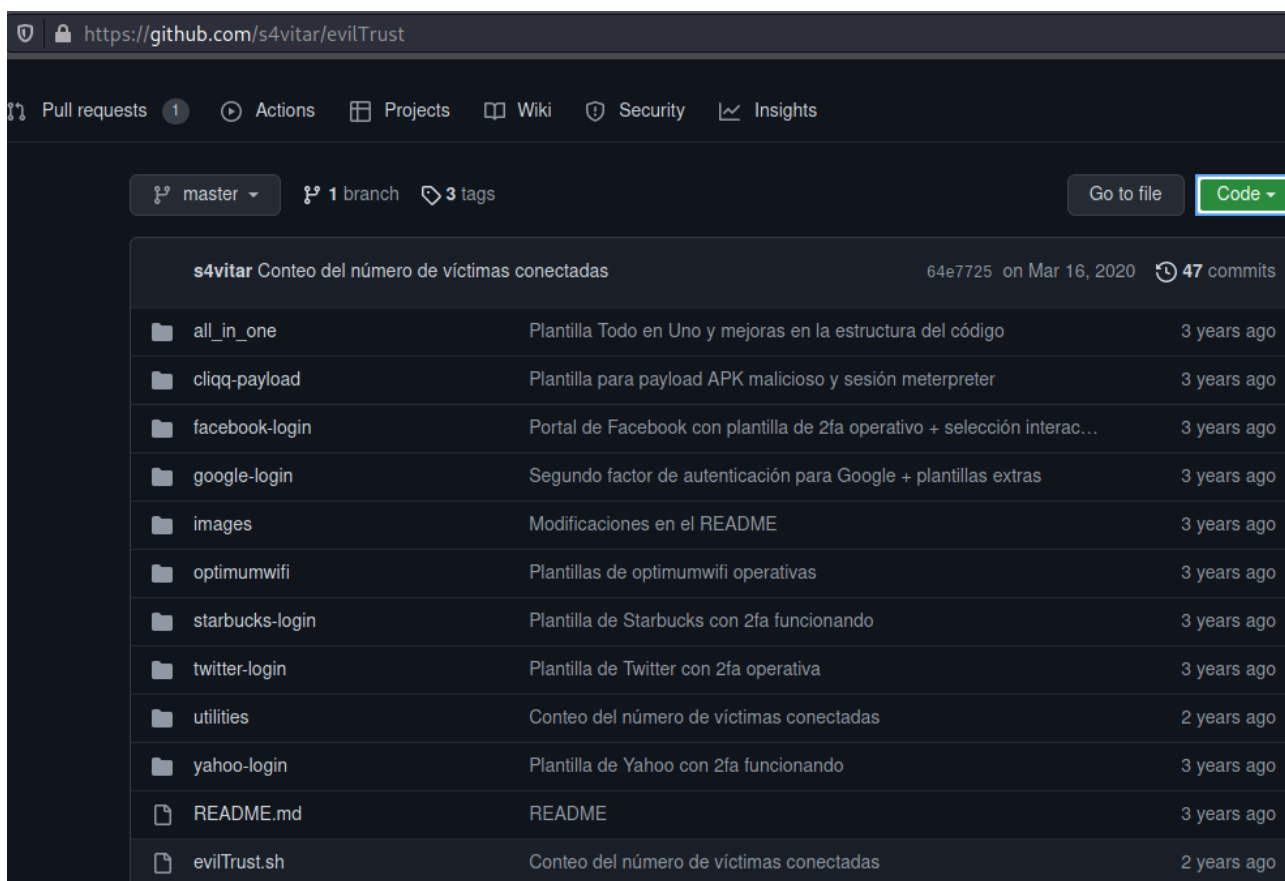 https://github.com/s4vitar/evilTrust
Pull requests 1 Actions Projects Wiki Security Insights
master 1 branch 3 tags Go to file Code
s4vitar Conteo del número de víctimas conectadas 64e7725 on Mar 16, 2020 47 commits
all_in_one Plantilla Todo en Uno y mejoras en la estructura del código 3 years ago
cliqq-payload Plantilla para payload APK malicioso y sesión meterpreter 3 years ago
facebook-login Portal de Facebook con plantilla de 2fa operativo + selección interac... 3 years ago
google-login Segundo factor de autenticación para Google + plantillas extras 3 years ago
images Modificaciones en el README 3 years ago
optimumwifi Plantillas de optimumwifi operativas 3 years ago
starbucks-login Plantilla de Starbucks con 2fa funcionando 3 years ago
twitter-login Plantilla de Twitter con 2fa operativa 3 years ago
utilities Conteo del número de víctimas conectadas 2 years ago
yahoo-login Plantilla de Yahoo con 2fa funcionando 3 years ago
README.md README 3 years ago
evilTrust.sh Conteo del número de víctimas conectadas 2 years ago